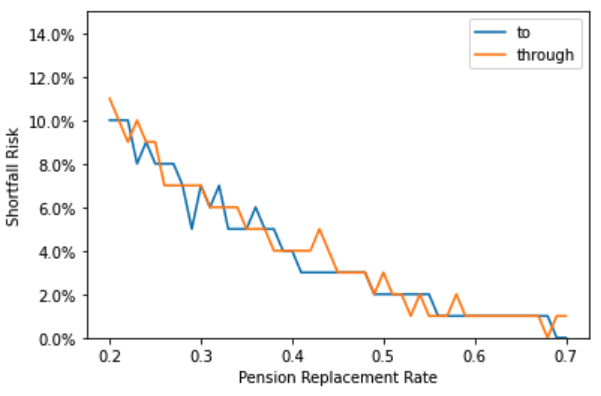 to
through
14.0%
12.0%
10.0%
8.0%
6.0%
4.0%
2.0%
0.0%
Shortfall Risk
0.2 0.3 0.4 0.5 0.6 0.7
Pension Replacement Rate